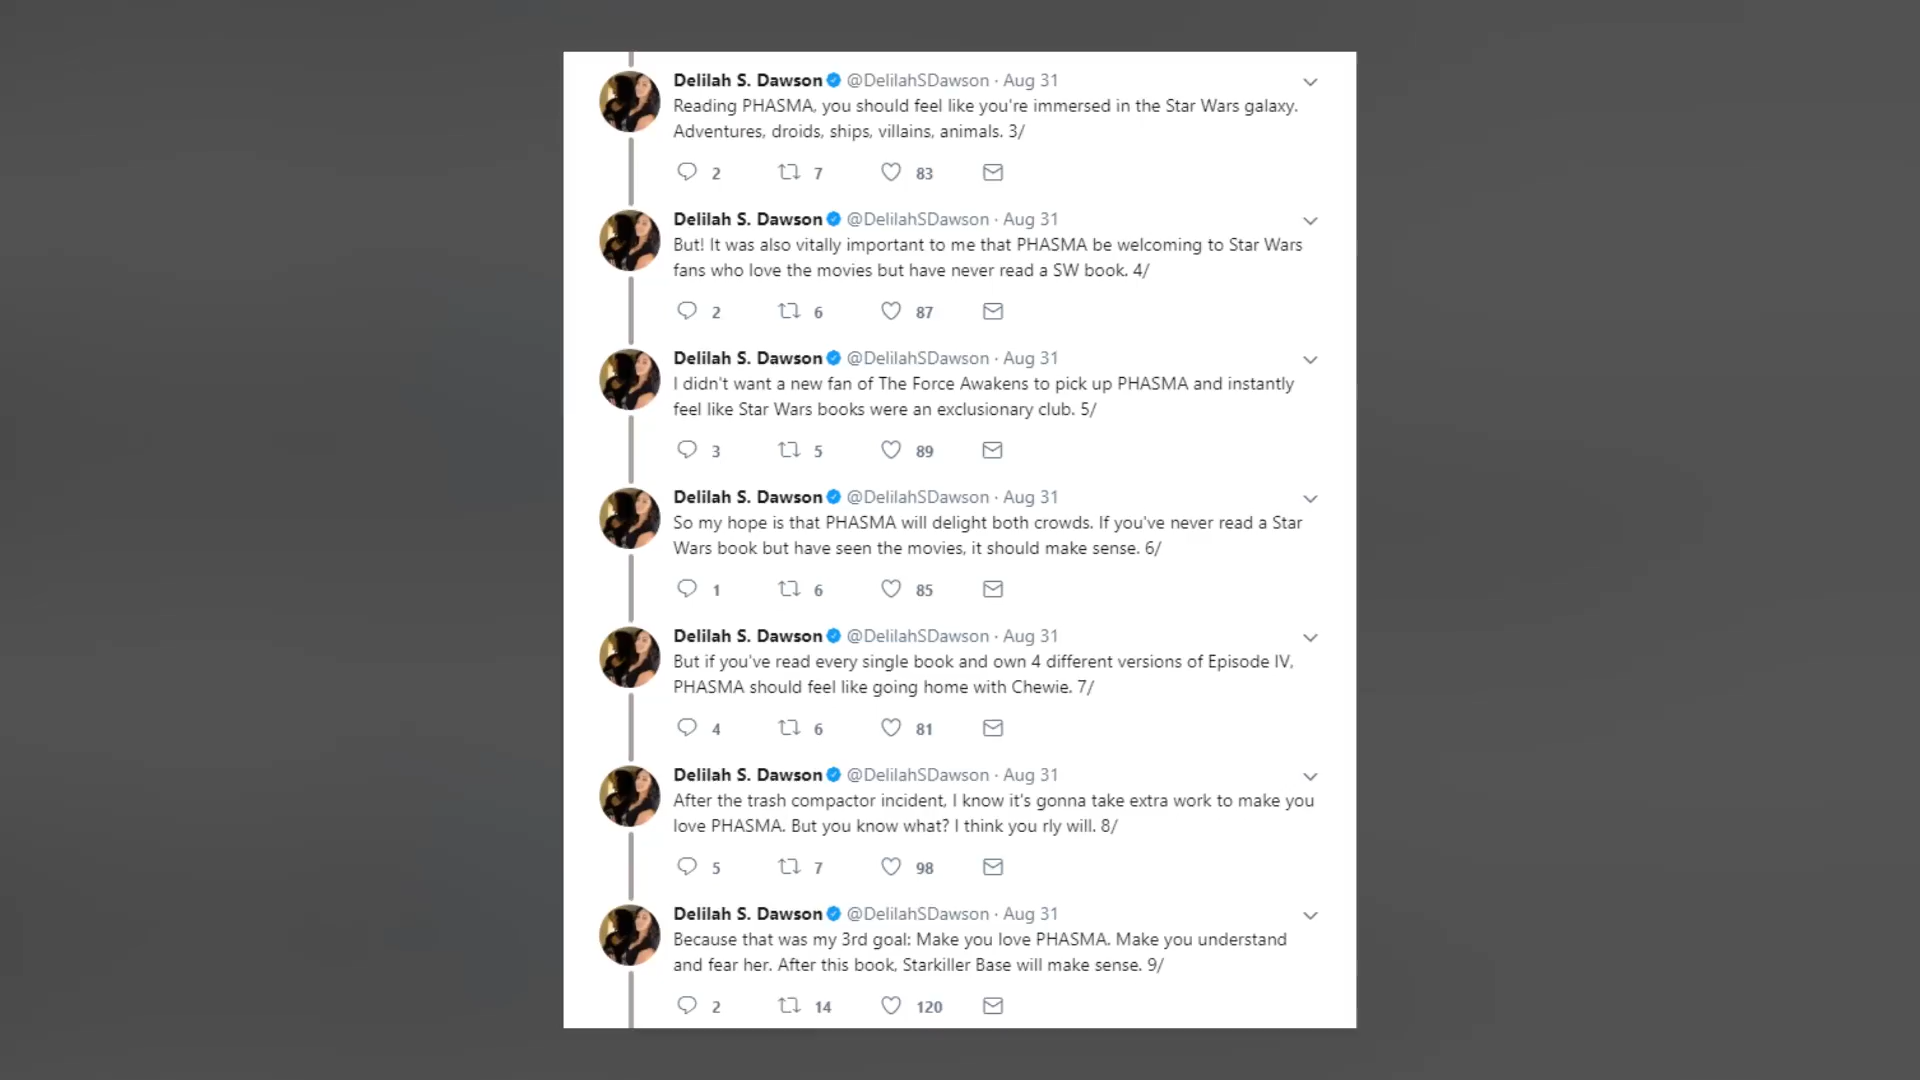 Delilah S. Dawson @DelilahSDawson · Aug 31
Reading PHASMA, you should feel like you're immersed in the Star Wars galaxy.
Adventures, droids, ships, villains, animals. 3/
2 7 83
Delilah S. Dawson @DelilahSDawson · Aug 31
But! It was also vitally important to me that PHASMA be welcoming to Star Wars
fans who love the movies but have never read a SW book. 4/
2 6 87
Delilah S. Dawson @DelilahSDawson · Aug 31
I didn't want a new fan of The Force Awakens to pick up PHASMA and instantly
feel like Star Wars books were an exclusionary club. 5/
3 5 89
Delilah S. Dawson @DelilahSDawson · Aug 31
So my hope is that PHASMA will delight both crowds. If you've never read a Star
Wars book but have seen the movies, it should make sense. 6/
1 6 85
Delilah S. Dawson @DelilahSDawson · Aug 31
But if you've read every single book and own 4 different versions of Episode IV,
PHASMA should feel like going home with Chewie. 7/
4 6 81
Delilah S. Dawson @DelilahSDawson · Aug 31
After the trash compactor incident, I know it's gonna take extra work to make you
love PHASMA. But you know what? I think you rly will. 8/
5 7 98
Delilah S. Dawson @DelilahSDawson · Aug 31
Because that was my 3rd goal: Make you love PHASMA. Make you understand
and fear her. After this book, Starkiller Base will make sense. 9/
2 14 120